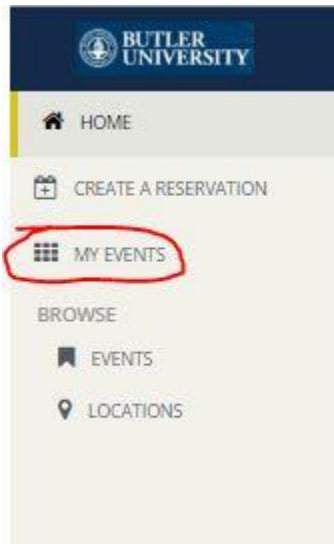 BUTLER
UNIVERSITY
HOME
CREATE A RESERVATION
MY EVENTS
BROWSE
EVENTS
LOCATIONS